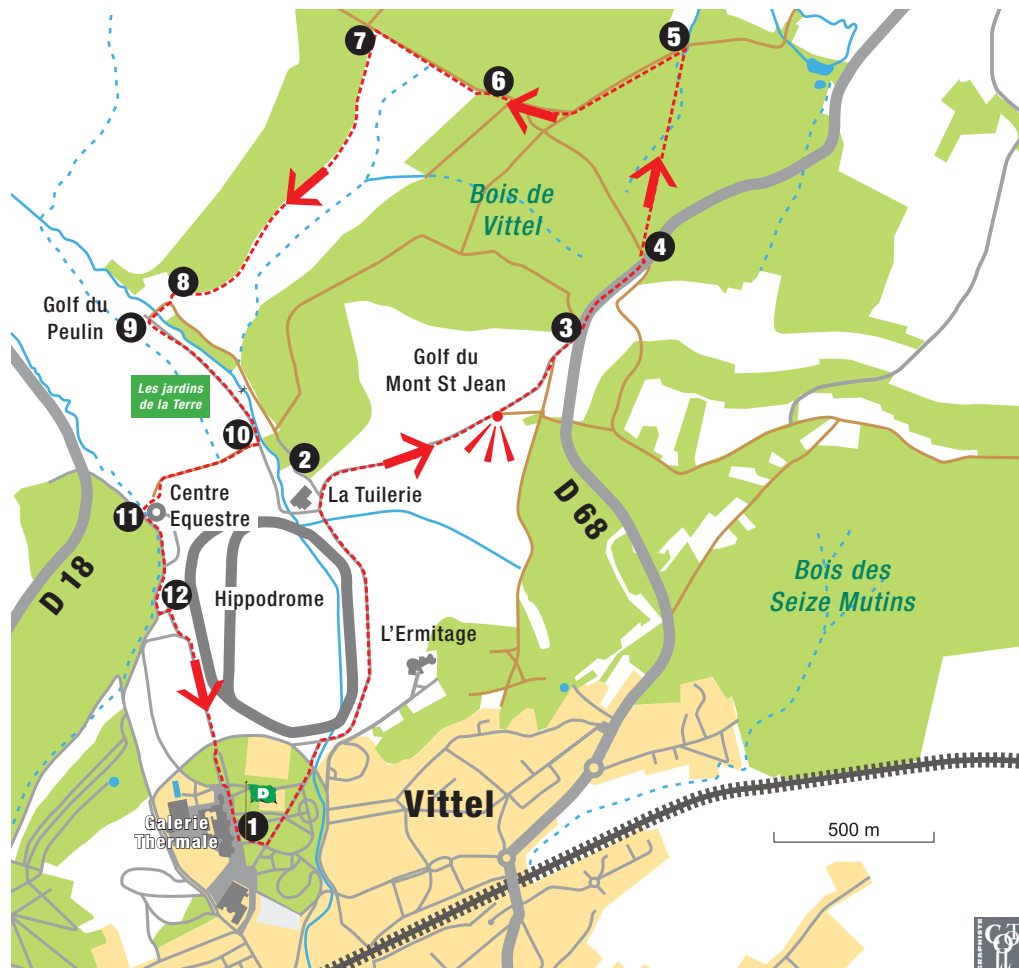 7
5
6
Bois de
Vittel
4
8
Golf du
Peulin
9
3
Golf du
Mont St Jean
Les jardins
de la Terre
10
2
La Tuilerie
Centre
Equestre
11
D 18
D 68
12
Hippodrome
Bois des
Seize Mutins
L'Ermitage
D
Vittel
1
Galerie
Thermale
500 m